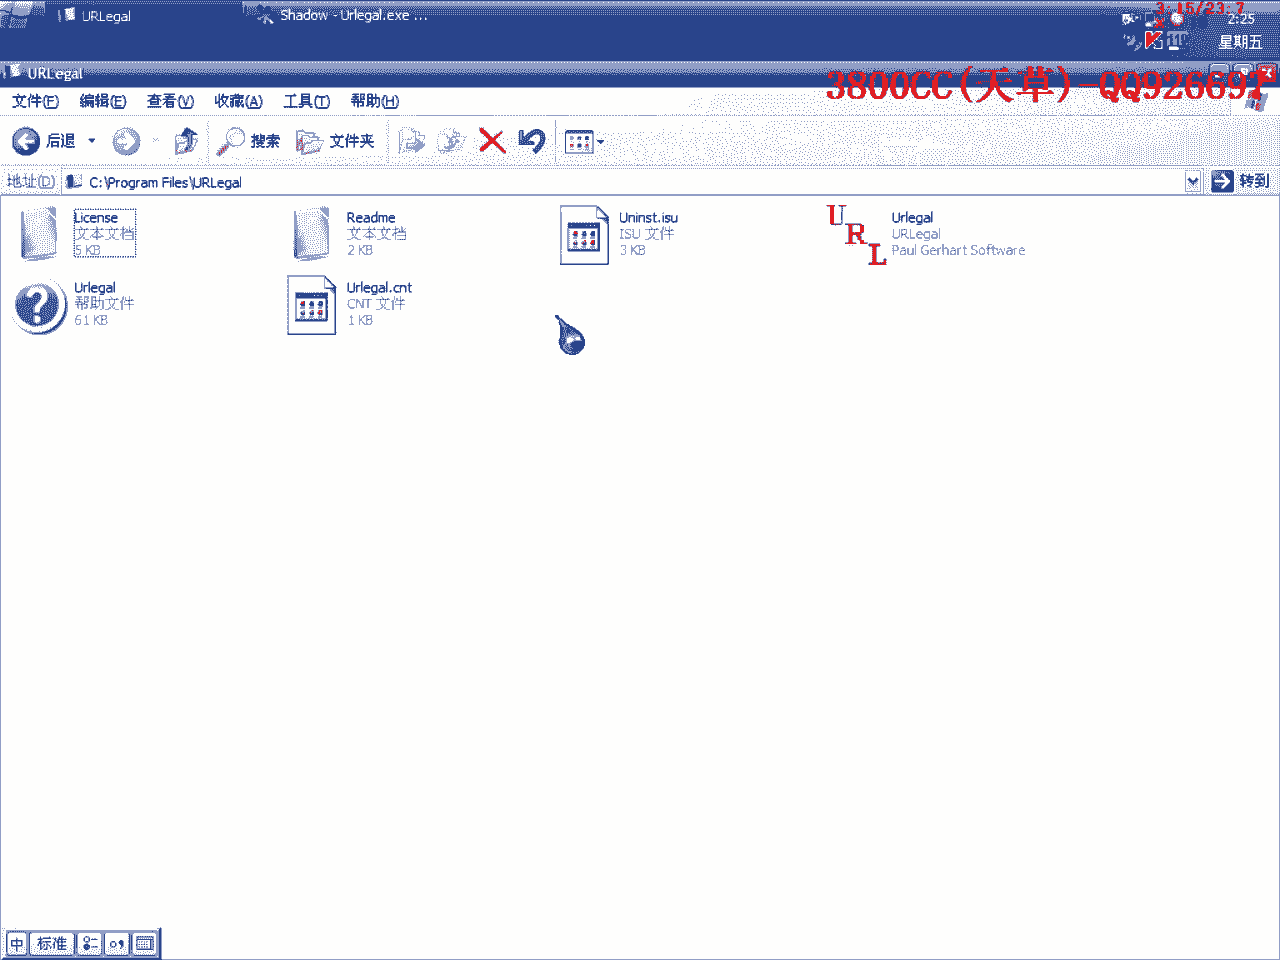 URLegal
Shadow - Urlegal.exe ...
3:15/23:7
2:25
星期五
URLegal
3800CC(天草)-QQ926697
文件(F) 编辑(E) 查看(V) 收藏(A) 工具(T) 帮助(H)
后退 搜索 文件夹
地址(D) C:\Program Files\URLegal 转到
License
文本文档
5 KB
Readme
文本文档
2 KB
Uninst.isu
ISU 文件
3 KB
URL
Urlegal
URLegal
Paul Gerhart Software
Urlegal
帮助文件
61 KB
Urlegal.cnt
CNT 文件
1 KB
中 标准